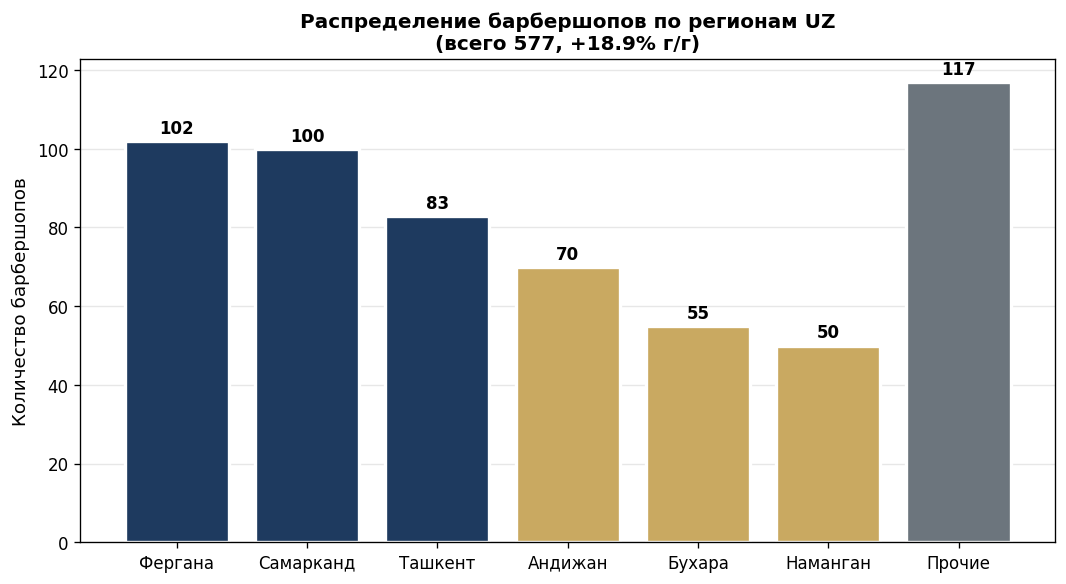 Распределение барбершопов по регионам UZ
(всего 577, +18.9% г/г)
Количество барбершопов
120
100
80
60
40
20
0
102
100
83
70
55
50
117
Фергана
Самарканд
Ташкент
Андижан
Бухара
Наманган
Прочие